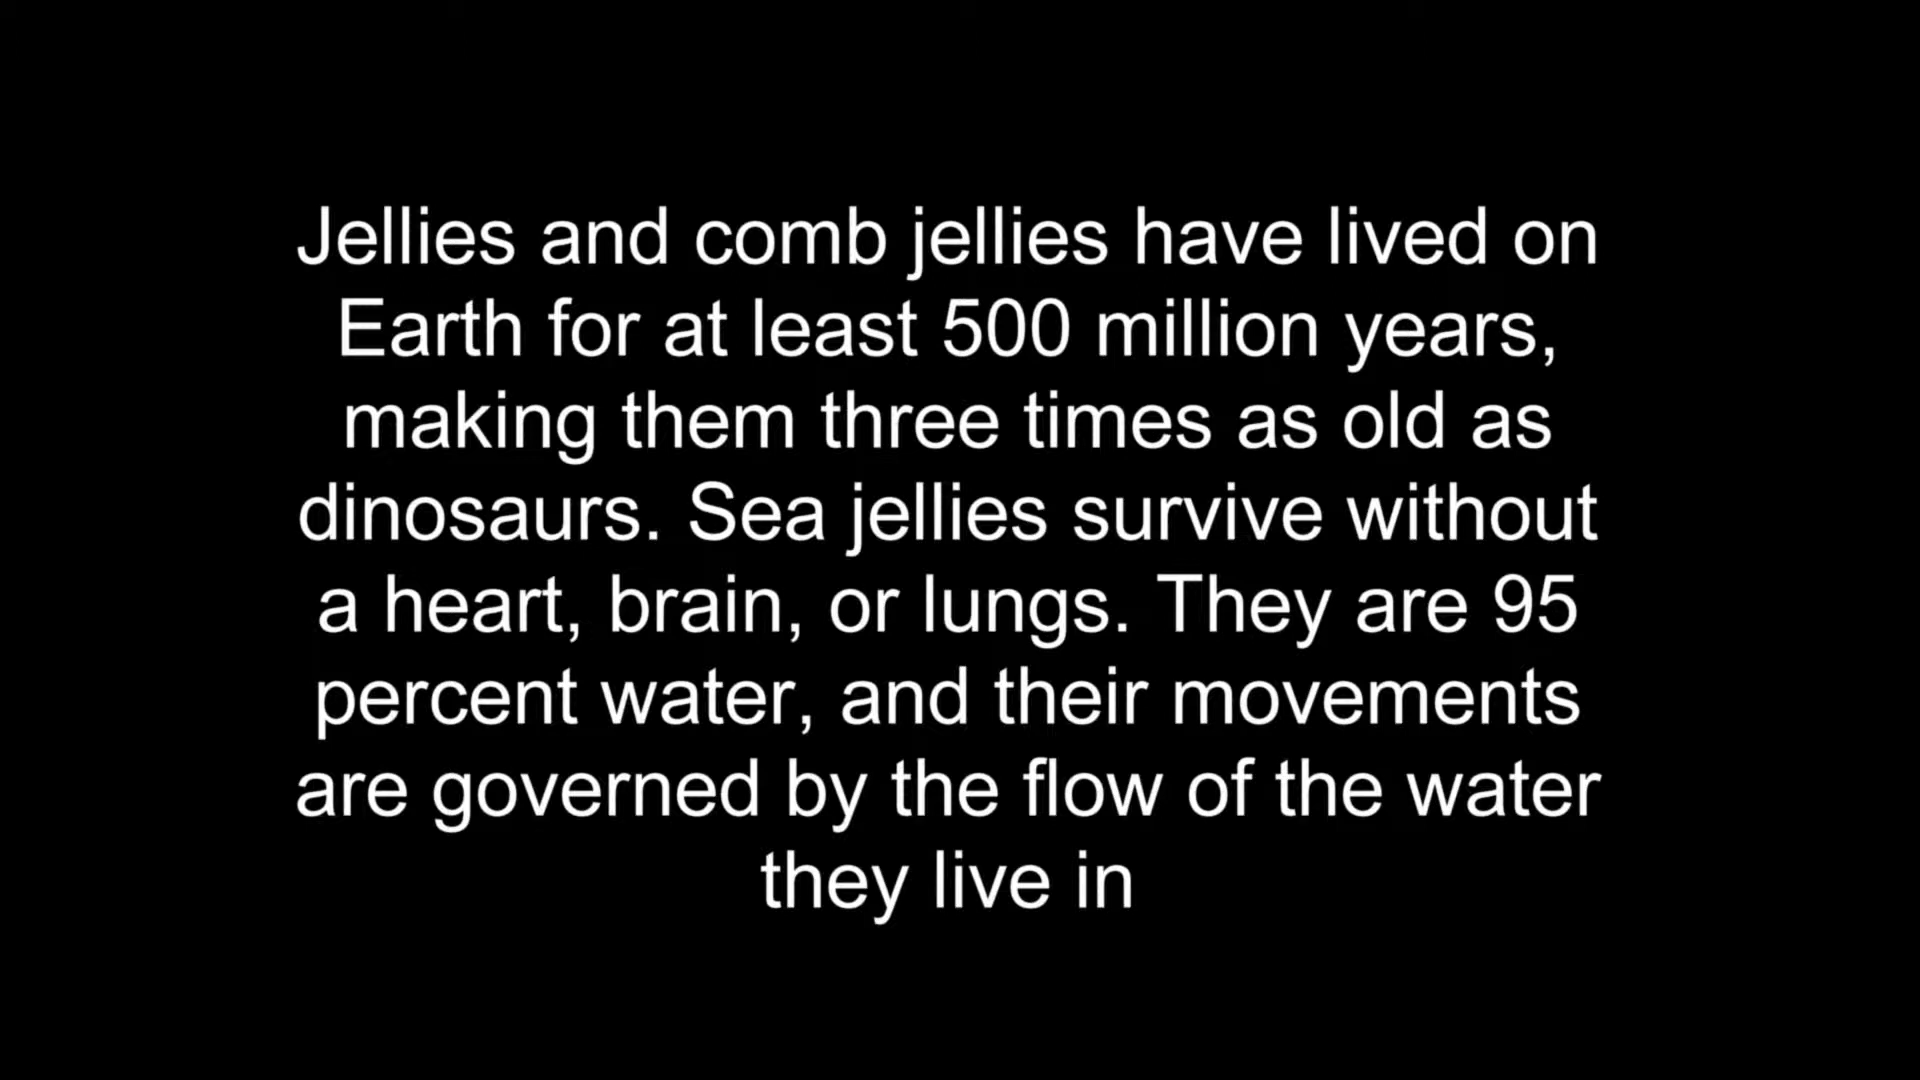 Jellies and comb jellies have lived on
Earth for at least 500 million years,
making them three times as old as
dinosaurs. Sea jellies survive without
a heart, brain, or lungs. They are 95
percent water, and their movements
are governed by the flow of the water
they live in